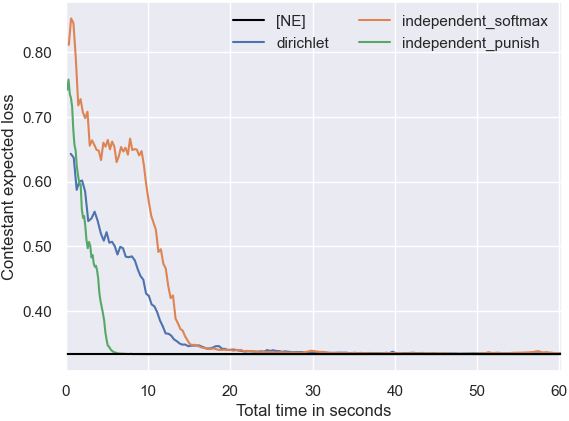 [NE]
dirichlet
independent_softmax
independent_punish
Contestant expected loss
0.80
0.70
0.60
0.50
0.40
0 10 20 30 40 50 60
Total time in seconds